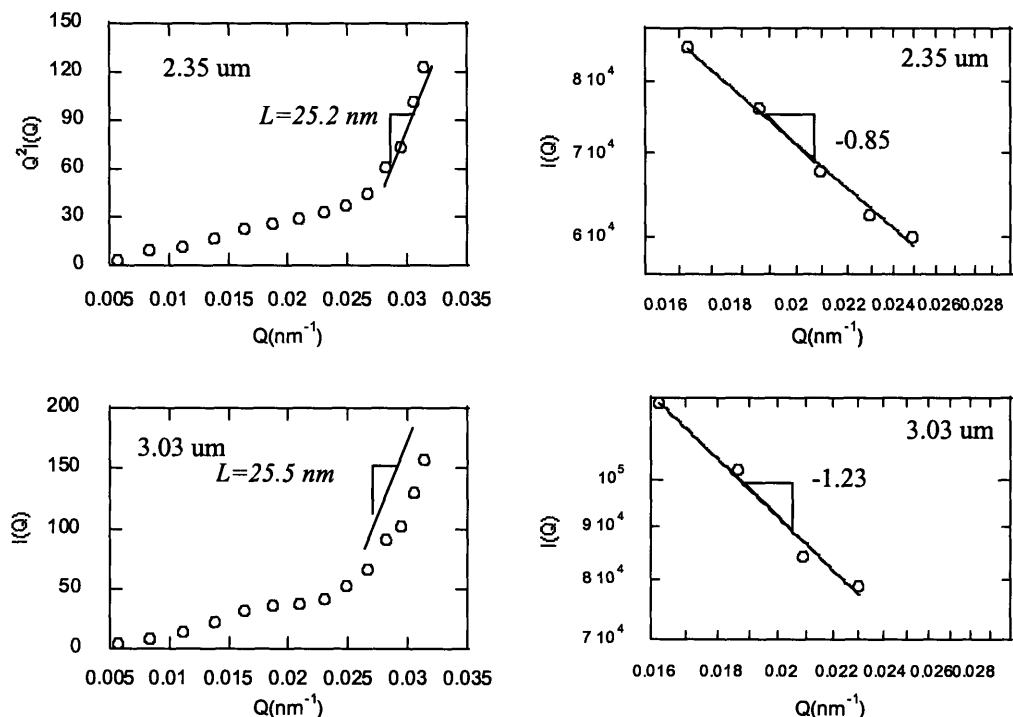 150
120
90
60
30
0
Q²I(Q)
2.35 um
L=25.2 nm
0.005 0.01 0.015 0.02 0.025 0.03 0.035
Q(nm⁻¹)
8 10⁴
7 10⁴
6 10⁴
I(Q)
2.35 um
-0.85
0.016 0.018 0.02 0.022 0.024 0.026 0.028
Q(nm⁻¹)
200
150
100
50
0
I(Q)
3.03 um
L=25.5 nm
0.005 0.01 0.015 0.02 0.025 0.03 0.035
Q(nm⁻¹)
10⁵
9 10⁴
8 10⁴
7 10⁴
I(Q)
3.03 um
-1.23
0.016 0.018 0.02 0.022 0.024 0.026 0.028
Q(nm⁻¹)